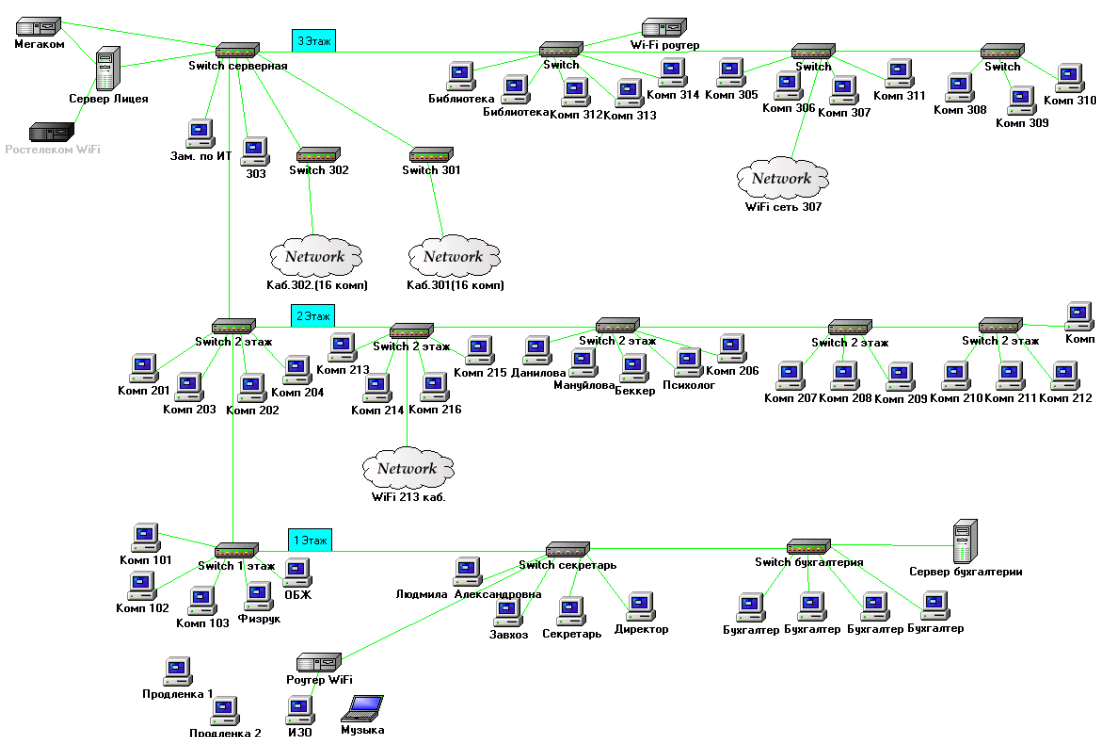 Мегаком
Сервер Лицея
Ростелеком WiFi
Switch серверная
3 Этаж
Зам. по ИТ
303
Switch 302
Switch 301
Network
Каб.302.(16 комп)
Network
Каб.301(16 комп)
Wi-Fi роутер
Switch
Библиотека
Библиотека
Комп 312
Комп 313
Комп 314
Switch
Комп 305
Комп 306
Комп 307
Комп 311
Network
WiFi сеть 307
Switch
Комп 308
Комп 309
Комп 310
2 Этаж
Switch 2 этаж
Комп 201
Комп 203
Комп 202
Комп 204
Switch 2 этаж
Комп 213
Комп 214
Комп 216
Комп 215
Network
WiFi 213 каб.
Switch 2 этаж
Данилова
Мануйлова
Беккер
Психолог
Комп 206
Switch 2 этаж
Комп 207
Комп 208
Комп 209
Switch 2 этаж
Комп
Комп 210
Комп 211
Комп 212
1 Этаж
Switch 1 этаж
Комп 101
Комп 102
Комп 103
Физрук
ОБЖ
Switch секретарь
Людмила Александровна
Завхоз
Секретарь
Директор
Switch бухгалтерия
Сервер бухгалтерии
Бухгалтер
Бухгалтер
Бухгалтер
Бухгалтер
Роутер WiFi
Продленка 1
Продленка 2
ИЗО
Музыка